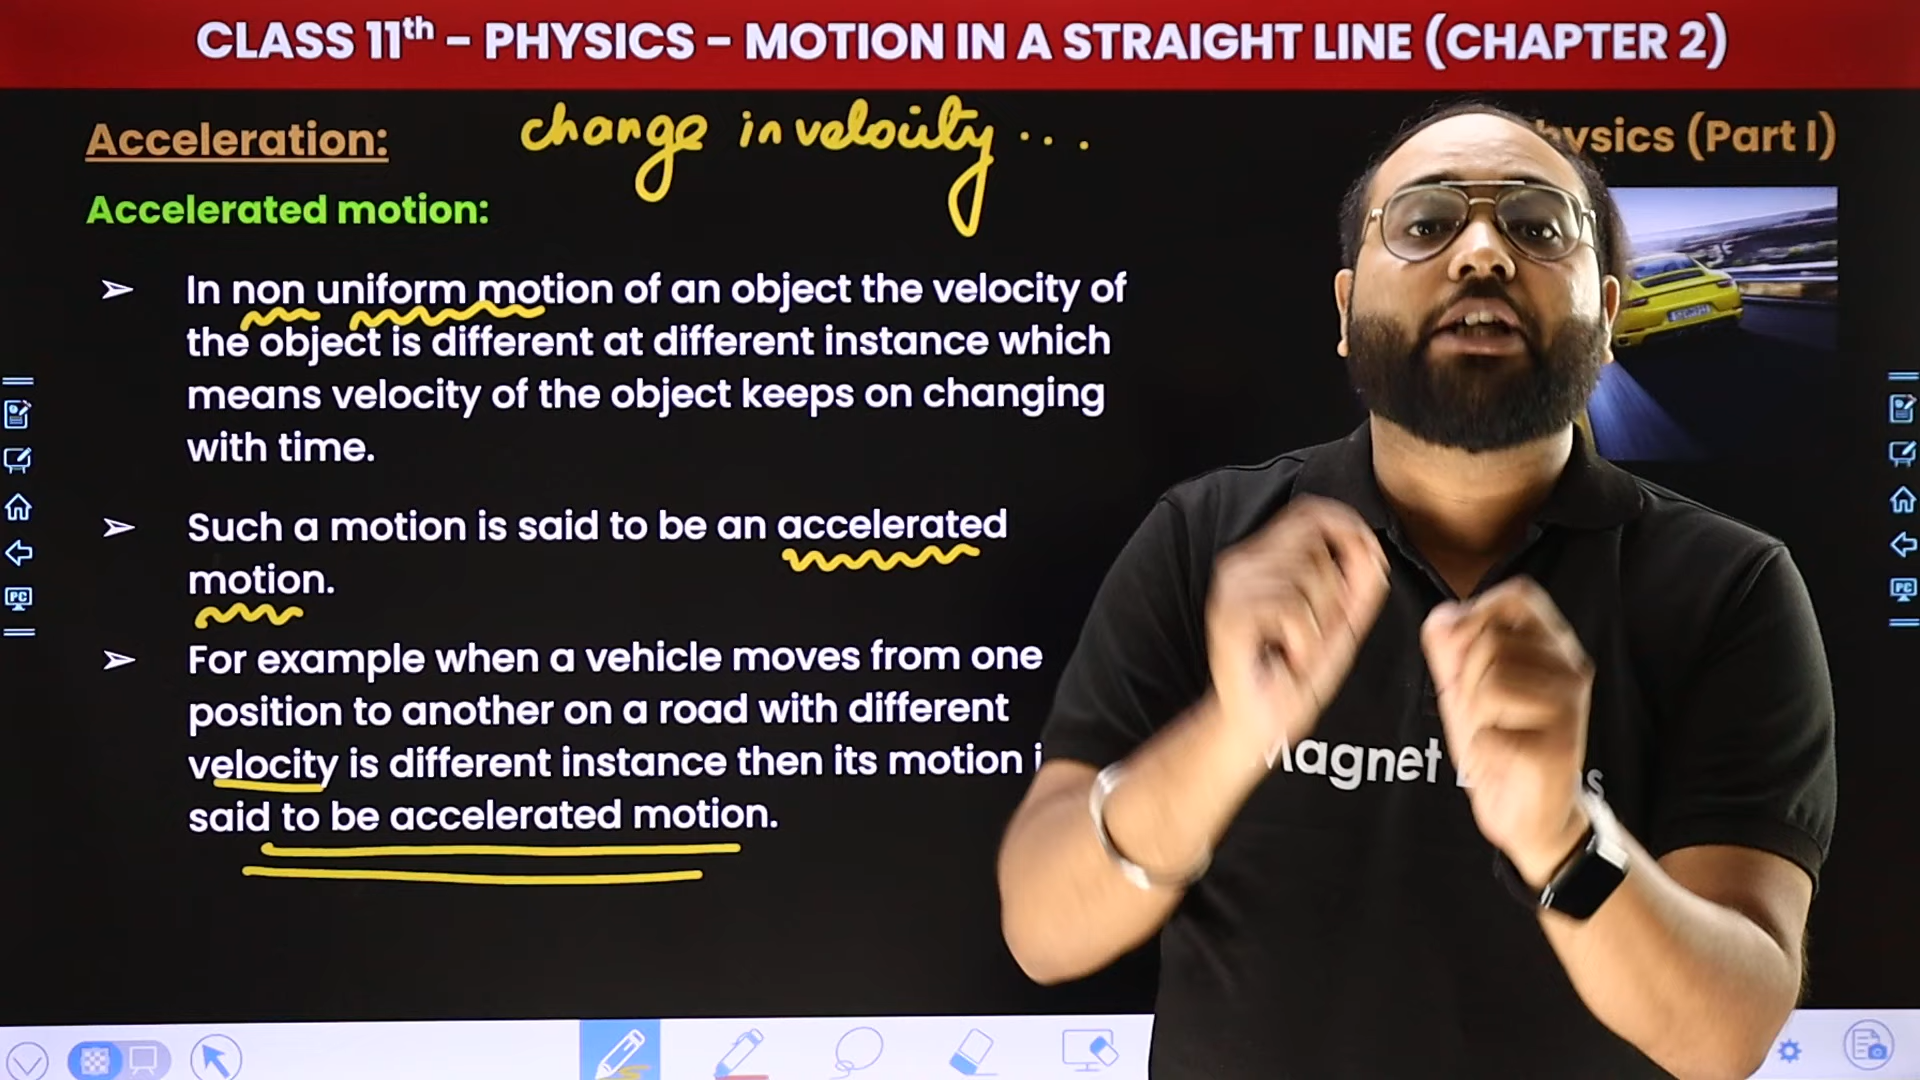 CLASS 11th – PHYSICS – MOTION IN A STRAIGHT LINE (CHAPTER 2)
Acceleration:
change in velocity ...
(Part I)
Accelerated motion:
➢ In non uniform motion of an object the velocity of
the object is different at different instance which
means velocity of the object keeps on changing
with time.
➢ Such a motion is said to be an accelerated
motion.
➢ For example when a vehicle moves from one
position to another on a road with different
velocity is different instance then its motion
said to be accelerated motion.
Magnet
PC
PC